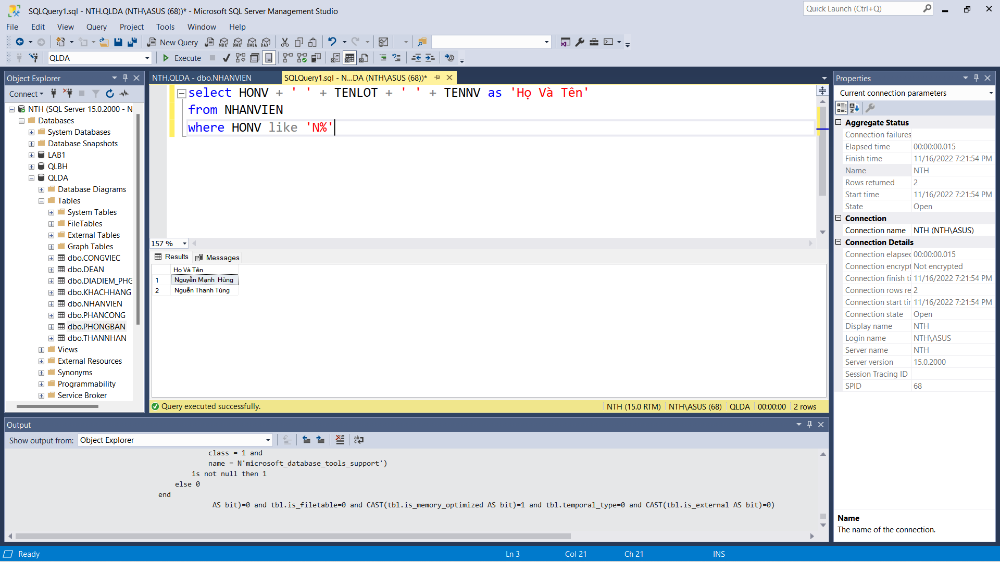 SQLQuery1.sql - NTH.QLDA (NTH\ASUS (68))* - Microsoft SQL Server Management Studio
Quick Launch (Ctrl+Q)
File Edit View Query Project Tools Window Help
New Query MDX DMX XMLA DAX
QLDA Execute
Object Explorer
Connect
NTH (SQL Server 15.0.2000 - N
Databases
System Databases
Database Snapshots
LAB1
QLBH
QLDA
Database Diagrams
Tables
System Tables
FileTables
External Tables
Graph Tables
dbo.CONGVIEC
dbo.DEAN
dbo.DIADIEM_PHG
dbo.KHACHHANG
dbo.NHANVIEN
dbo.PHANCONG
dbo.PHONGBAN
dbo.THANNHAN
Views
External Resources
Synonyms
Programmability
Service Broker
NTH.QLDA - dbo.NHANVIEN
SQLQuery1.sql - N...DA (NTH\ASUS (68))*
select HONV + ' ' + TENLOT + ' ' + TENNV as 'Họ Và Tên'
from NHANVIEN
where HONV like 'N%'
157 %
Results Messages
Họ Và Tên
1 Nguyễn Mạnh Hùng
2 Nguễn Thanh Tùng
Query executed successfully.
NTH (15.0 RTM) NTH\ASUS (68) QLDA 00:00:00 2 rows
Properties
Current connection parameters
Aggregate Status
Connection failures
Elapsed time 00:00:00.015
Finish time 11/16/2022 7:21:54 PM
Name NTH
Rows returned 2
Start time 11/16/2022 7:21:54 PM
State Open
Connection
Connection name NTH (NTH\ASUS)
Connection Details
Connection elapsec 00:00:00.015
Connection encrypt Not encrypted
Connection finish ti 11/16/2022 7:21:54 PM
Connection rows re 2
Connection start tir 11/16/2022 7:21:54 PM
Connection state Open
Display name NTH
Login name NTH\ASUS
Server name NTH
Server version 15.0.2000
Session Tracing ID
SPID 68
Name
The name of the connection.
Output
Show output from: Object Explorer
class = 1 and
name = N'microsoft_database_tools_support')
is not null then 1
else 0
end
AS bit)=0 and tbl.is_filetable=0 and CAST(tbl.is_memory_optimized AS bit)=1 and tbl.temporal_type=0 and CAST(tbl.is_external AS bit)=0)
Ready Ln 3 Col 21 Ch 21 INS